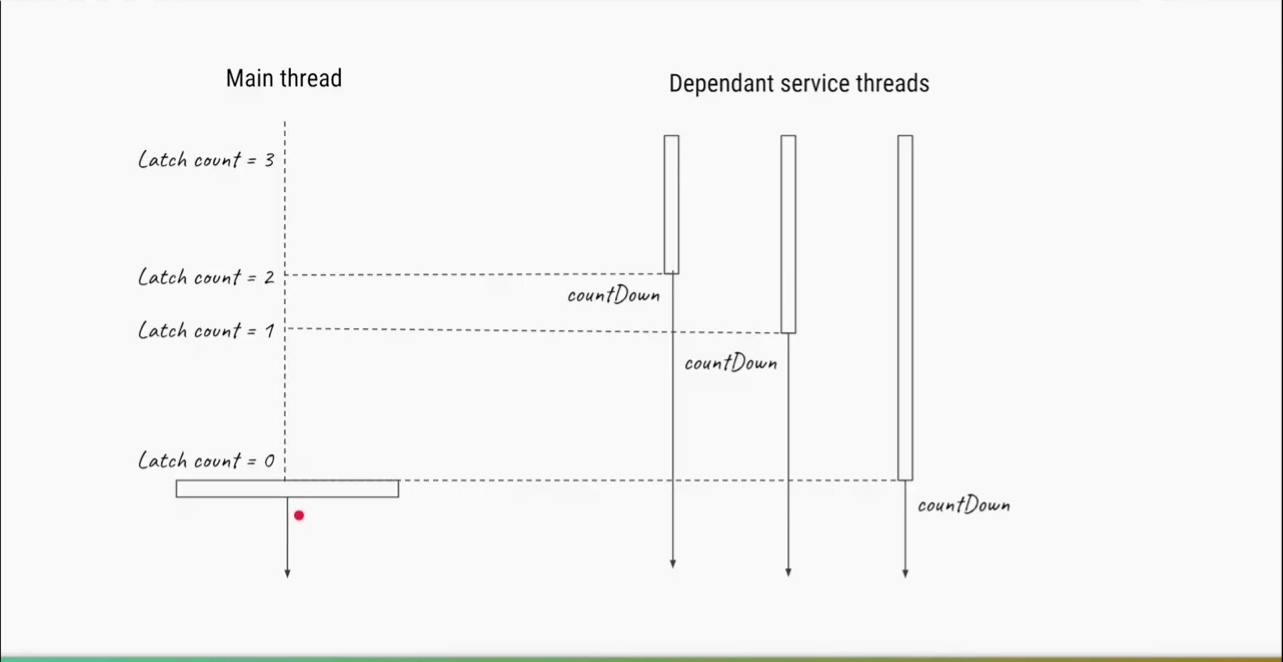 Main thread
Dependant service threads
Latch count = 3
Latch count = 2
countDown
Latch count = 1
countDown
Latch count = 0
countDown